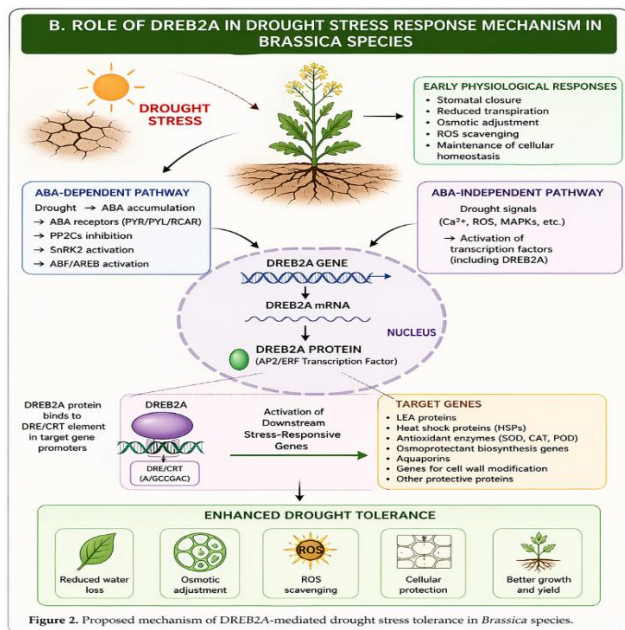 B. ROLE OF DREB2A IN DROUGHT STRESS RESPONSE MECHANISM IN
BRASSICA SPECIES
DROUGHT
STRESS
EARLY PHYSIOLOGICAL RESPONSES
• Stomatal closure
• Reduced transpiration
• Osmotic adjustment
• ROS scavenging
• Maintenance of cellular
homeostasis
ABA-DEPENDENT PATHWAY
Drought → ABA accumulation
→ ABA receptors (PYR/PYL/RCAR)
→ PP2Cs inhibition
→ SnRK2 activation
→ ABF/AREB activation
ABA-INDEPENDENT PATHWAY
Drought signals
(Ca²⁺, ROS, MAPKs, etc.)
→ Activation of
transcription factors
(including DREB2A)
DREB2A GENE
DREB2A mRNA
NUCLEUS
DREB2A PROTEIN
(AP2/ERF Transcription Factor)
DREB2A protein
binds to
DRE/CRT element
in target gene
promoters
DREB2A
DRE/CRT
(A/GCCGAC)
Activation of
Downstream
Stress-Responsive
Genes
TARGET GENES
• LEA proteins
• Heat shock proteins (HSPs)
• Antioxidant enzymes (SOD, CAT, POD)
• Osmoprotectant biosynthesis genes
• Aquaporins
• Genes for cell wall modification
• Other protective proteins
ENHANCED DROUGHT TOLERANCE
Reduced water
loss
Osmotic
adjustment
ROS
ROS
scavenging
Cellular
protection
Better growth
and yield
Figure 2. Proposed mechanism of DREB2A-mediated drought stress tolerance in Brassica species.